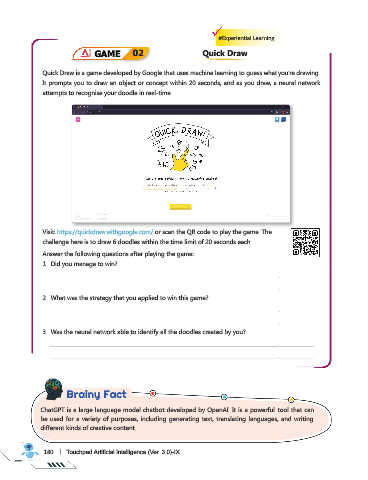 #Experiential Learning
Ai GAME 02 Quick Draw
Quick Draw is a game developed by Google that uses machine learning to guess what you're drawing
It prompts you to draw an object or concept within 20 seconds, and as you draw, a neural network
attempts to recognise your doodle in real-time
QUICK, DRAW!
Visit https://quickdraw.withgoogle.com/ or scan the QR code to play the game The
challenge here is to draw 6 doodles within the time limit of 20 seconds each
Answer the following questions after playing the game:
1 Did you manage to win?
2 What was the strategy that you applied to win this game?
3 Was the neural network able to identify all the doodles created by you?
Brainy Fact
ChatGPT is a large language model chatbot developed by OpenAI. It is a powerful tool that can
be used for a variety of purposes, including generating text, translating languages, and writing
different kinds of creative content
180 | Touchpad Artificial Intelligence (Ver 3 0)-IX